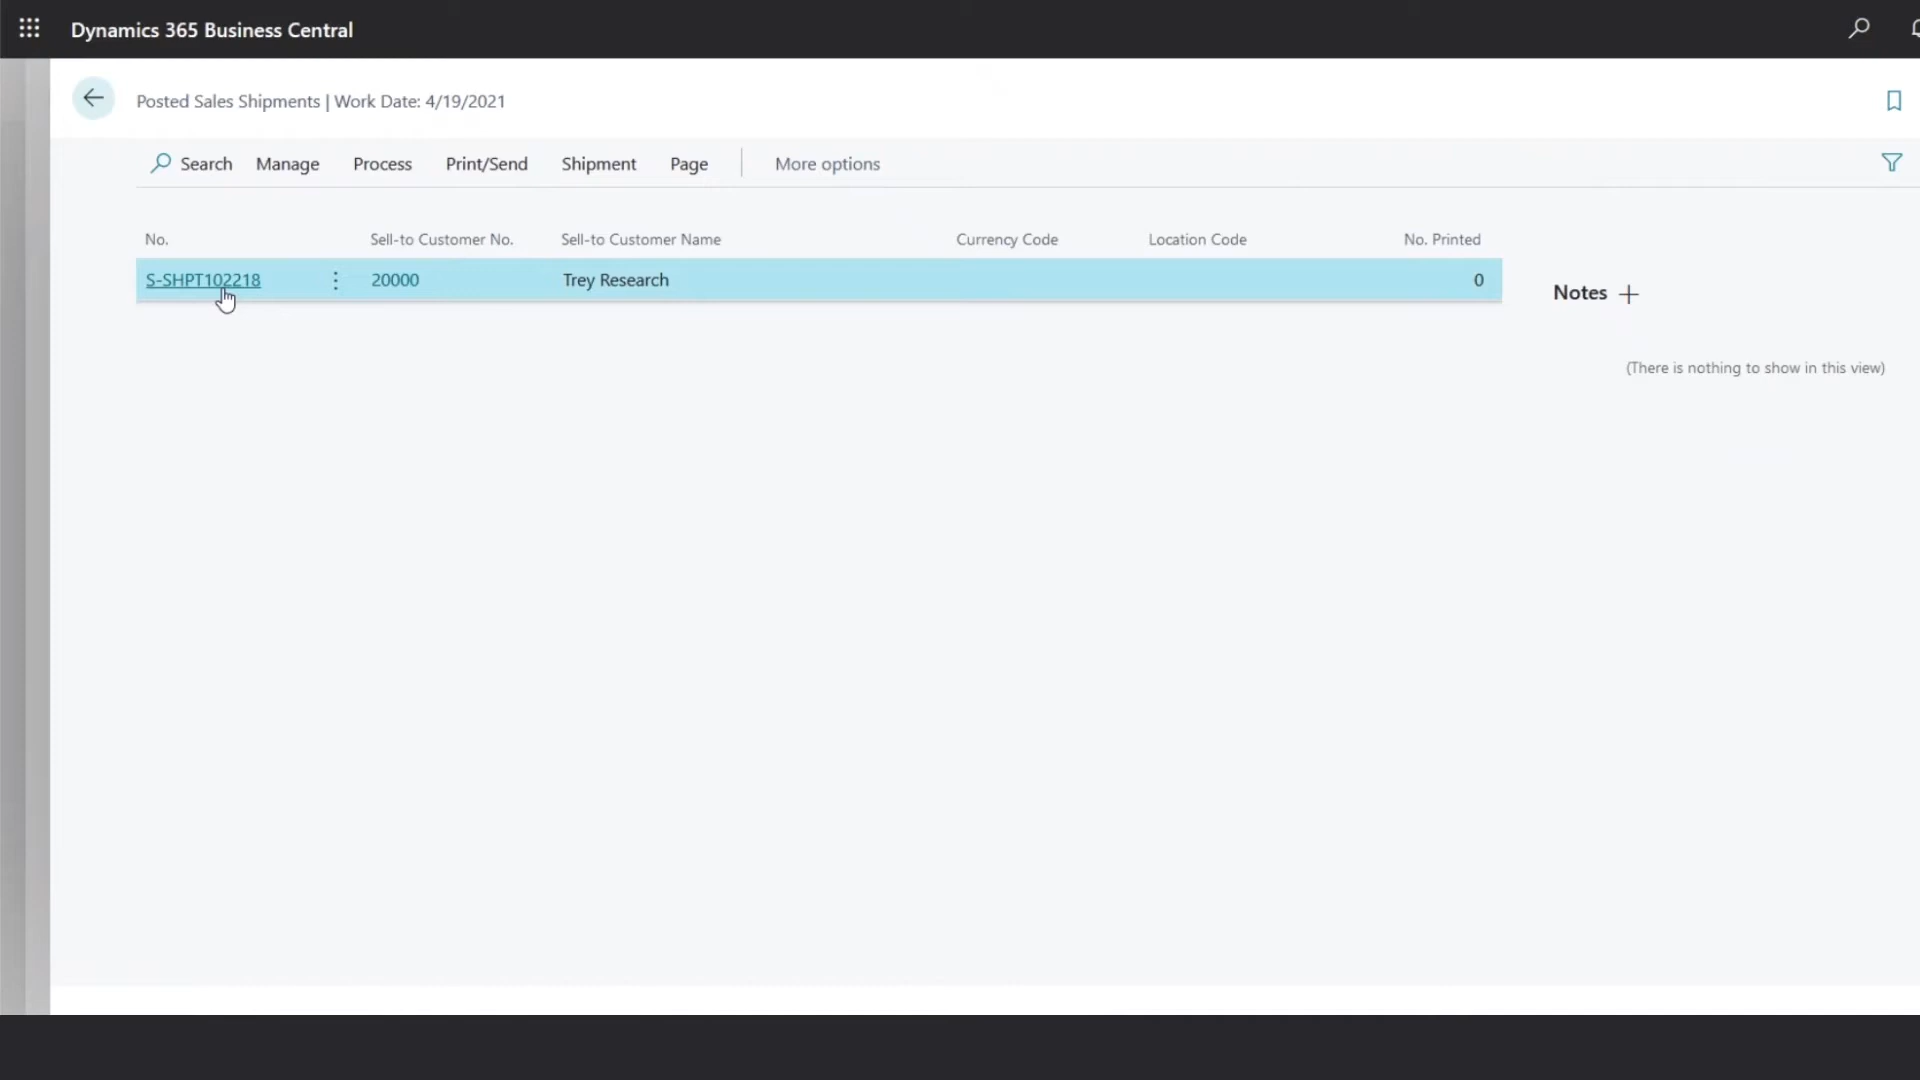 Dynamics 365 Business Central
Posted Sales Shipments | Work Date: 4/19/2021
Search Manage Process Print/Send Shipment Page More options
No. Sell-to Customer No. Sell-to Customer Name Currency Code Location Code No. Printed
S-SHPT102218 20000 Trey Research 0
Notes
(There is nothing to show in this view)